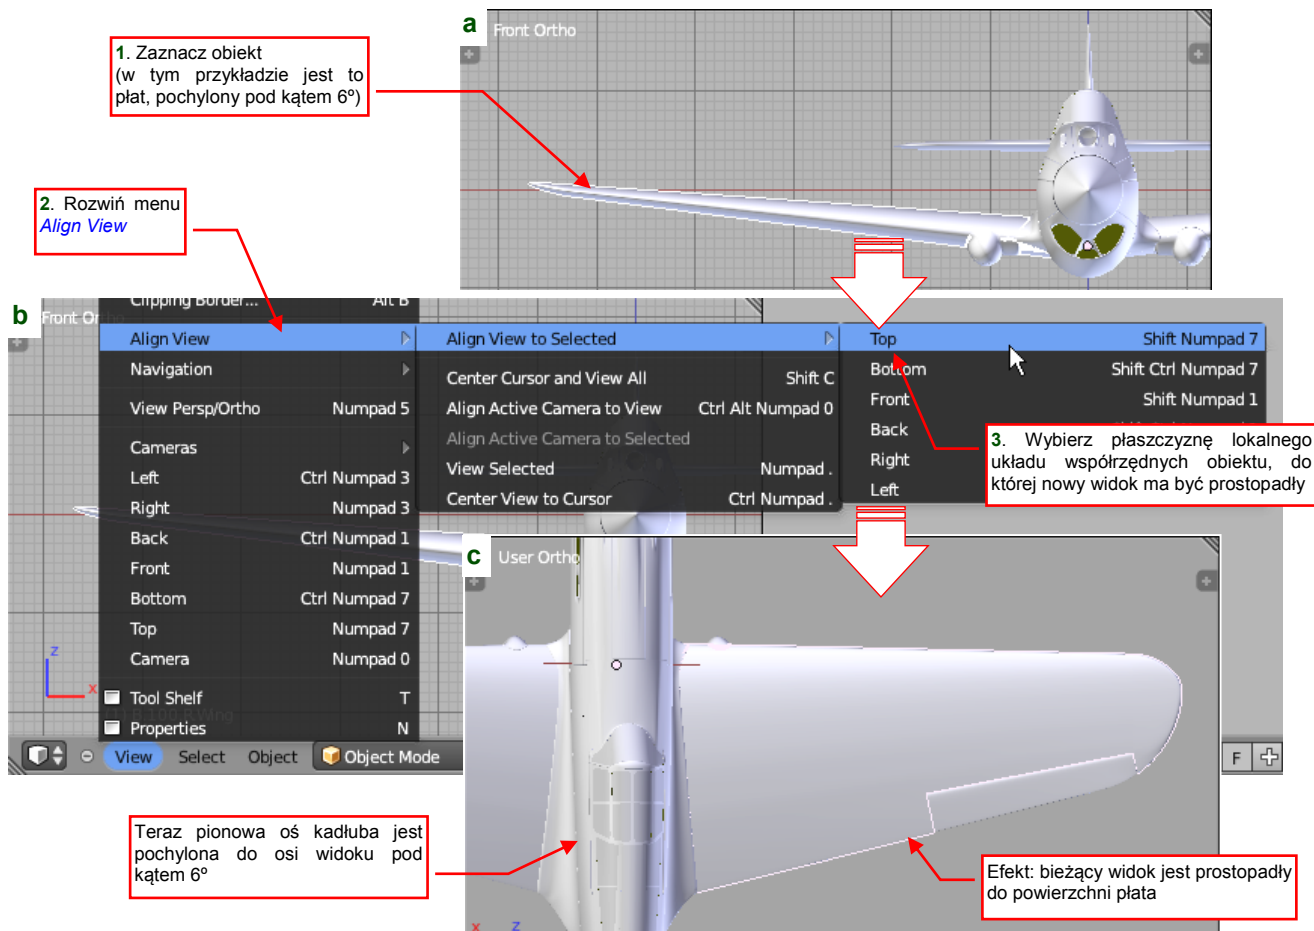 a
Front Ortho
1. Zaznacz obiekt
(w tym przykładzie jest to
płat, pochylony pod kątem 6º)
2. Rozwiń menu
Align View
b
Front Or
Clipping Border... Alt B
Align View
Navigation
View Persp/Ortho Numpad 5
Cameras
Left Ctrl Numpad 3
Right Numpad 3
Back Ctrl Numpad 1
Front Numpad 1
Bottom Ctrl Numpad 7
Top Numpad 7
Camera Numpad 0
Tool Shelf T
Properties N
Align View to Selected
Center Cursor and View All Shift C
Align Active Camera to View Ctrl Alt Numpad 0
Align Active Camera to Selected
View Selected Numpad .
Center View to Cursor Ctrl Numpad .
Top Shift Numpad 7
Bottom Shift Ctrl Numpad 7
Front Shift Numpad 1
Back
Right
Left
3. Wybierz płaszczyznę lokalnego
układu współrzędnych obiektu, do
której nowy widok ma być prostopadły
z
x
View Select Object Object Mode
F
c
User Ortho
Teraz pionowa oś kadłuba jest
pochylona do osi widoku pod
kątem 6º
Efekt: bieżący widok jest prostopadły
do powierzchni płata
x z